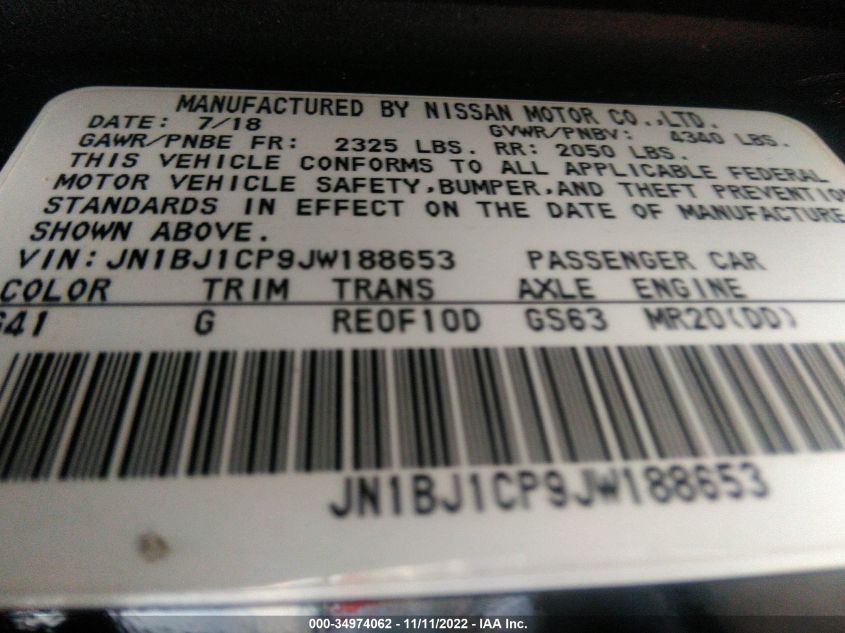 MANUFACTURED BY NISSAN MOTOR CO.,LTD.
DATE: 7/18 GVWR/PNBV: 4340 LBS.
GAWR/PNBE FR: 2325 LBS. RR: 2050 LBS.
THIS VEHICLE CONFORMS TO ALL APPLICABLE FEDERAL
MOTOR VEHICLE SAFETY,BUMPER,AND THEFT PREVENTION
STANDARDS IN EFFECT ON THE DATE OF MANUFACTURE
SHOWN ABOVE.
VIN: JN1BJ1CP9JW188653 PASSENGER CAR
COLOR TRIM TRANS AXLE ENGINE
G41 G RE0F10D GS63 MR20(DD)
JN1BJ1CP9JW188653
000-34974062 - 11/11/2022 - IAA Inc.